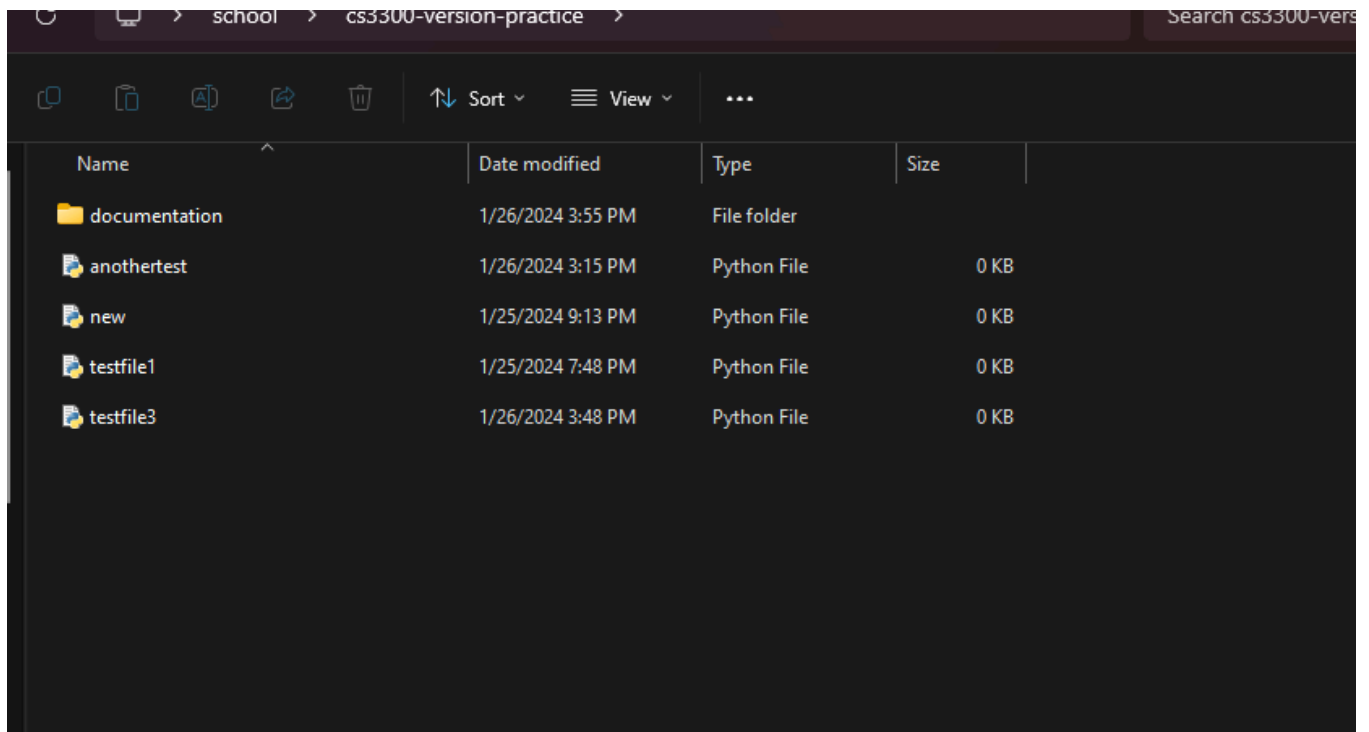 school > cs3300-version-practice > Search cs3300-vers
Sort View
Name Date modified Type Size
documentation 1/26/2024 3:55 PM File folder
anothertest 1/26/2024 3:15 PM Python File 0 KB
new 1/25/2024 9:13 PM Python File 0 KB
testfile1 1/25/2024 7:48 PM Python File 0 KB
testfile3 1/26/2024 3:48 PM Python File 0 KB